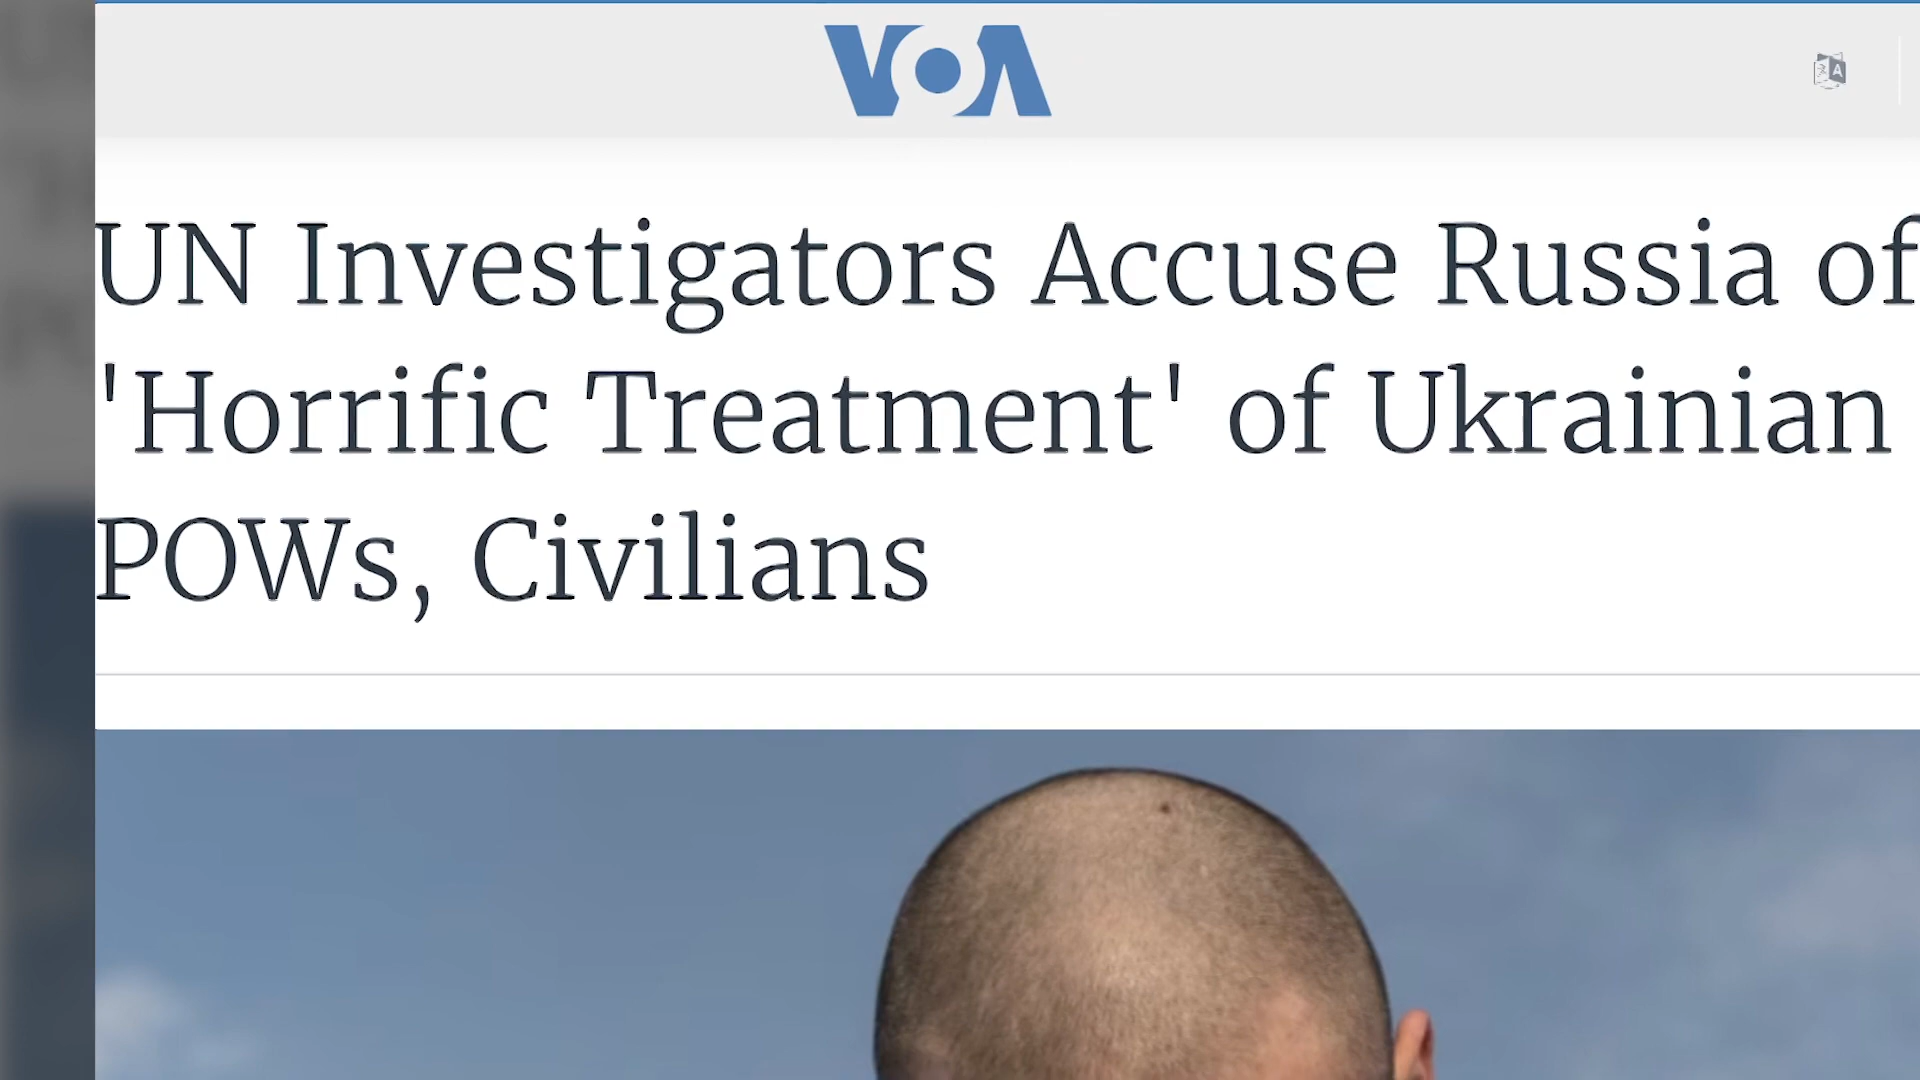 VOA
UN Investigators Accuse Russia of
'Horrific Treatment' of Ukrainian
POWs, Civilians